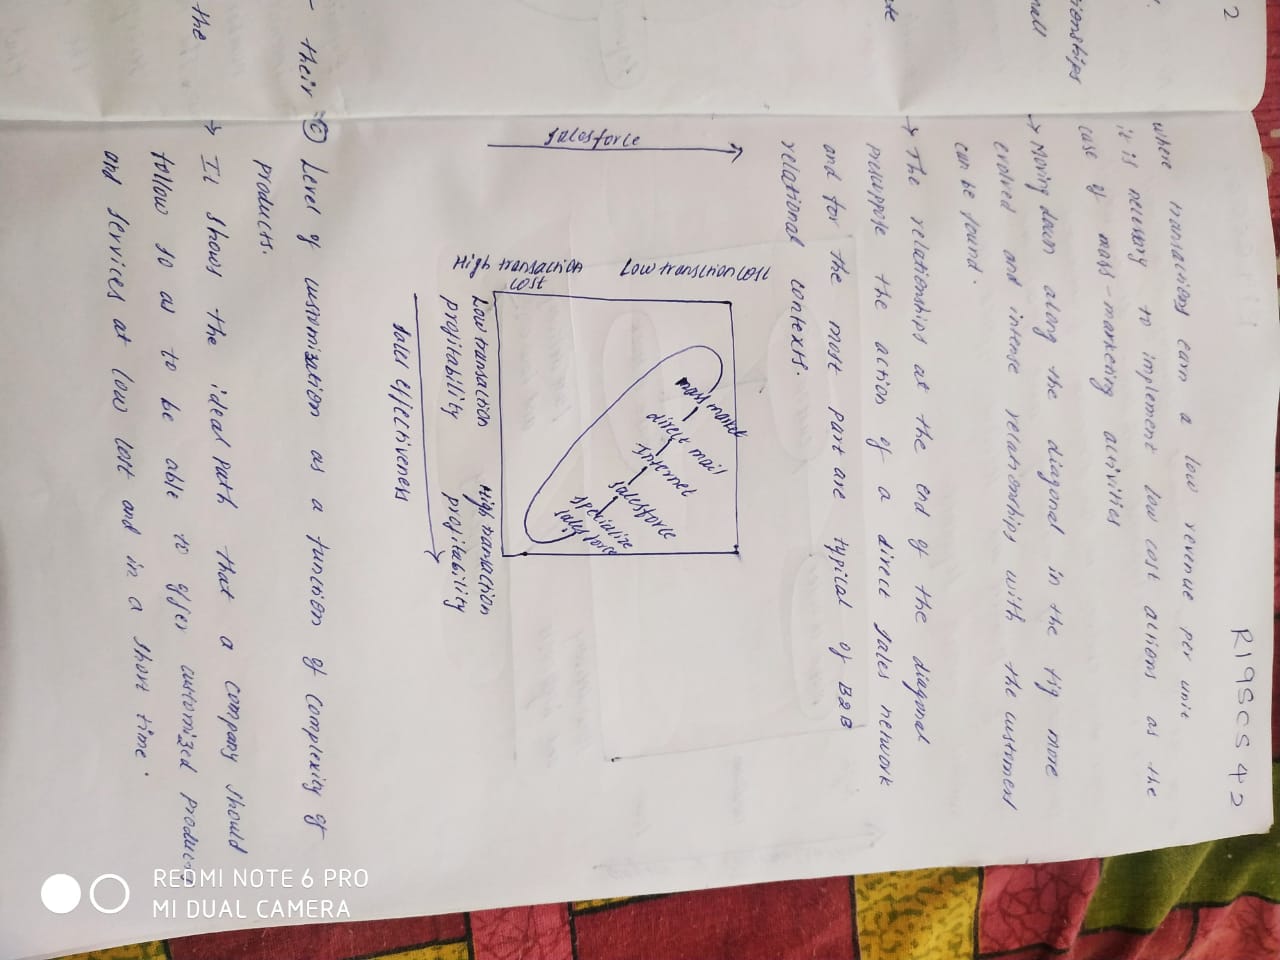 2
R19SCS42
ionships
the
where transactions earn a low revenue per unit
it is necessary to implement low cost actions as the
case of mass-marketing activities
→ Moving down along the diagonal in the fig more
evolved and intense relationships with the customer
can be found.
→ The relationships at the end of the diagonal
presuppose the action of a direct sales network
and for the most part are typical of B2B
relational contexts.
Salesforce
Low transction cost
High transaction
cost
mass market
direct mail
Internet
salesforce
specialize
sales force
Low transaction
profitability
High transaction
profitability
Sales effectiveness
- their
⑥ Level of customization as a function of complexity of
products.
→ It shows the ideal path that a company should
follow so as to be able to offer customized products
and services at low cost and in a short time.
REDMI NOTE 6 PRO
MI DUAL CAMERA